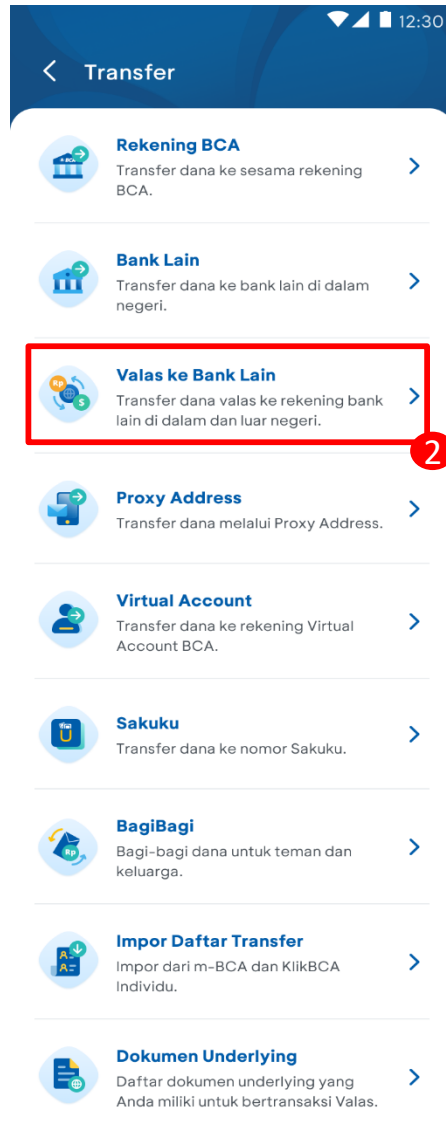 12:30
Transfer
Rekening BCA
Transfer dana ke sesama rekening
BCA.
Bank Lain
Transfer dana ke bank lain di dalam
negeri.
Valas ke Bank Lain
Transfer dana valas ke rekening bank
lain di dalam dan luar negeri.
2
Proxy Address
Transfer dana melalui Proxy Address.
Virtual Account
Transfer dana ke rekening Virtual
Account BCA.
Sakuku
Transfer dana ke nomor Sakuku.
BagiBagi
Bagi-bagi dana untuk teman dan
keluarga.
Impor Daftar Transfer
Impor dari m-BCA dan KlikBCA
Individu.
Dokumen Underlying
Daftar dokumen underlying yang
Anda miliki untuk bertransaksi Valas.